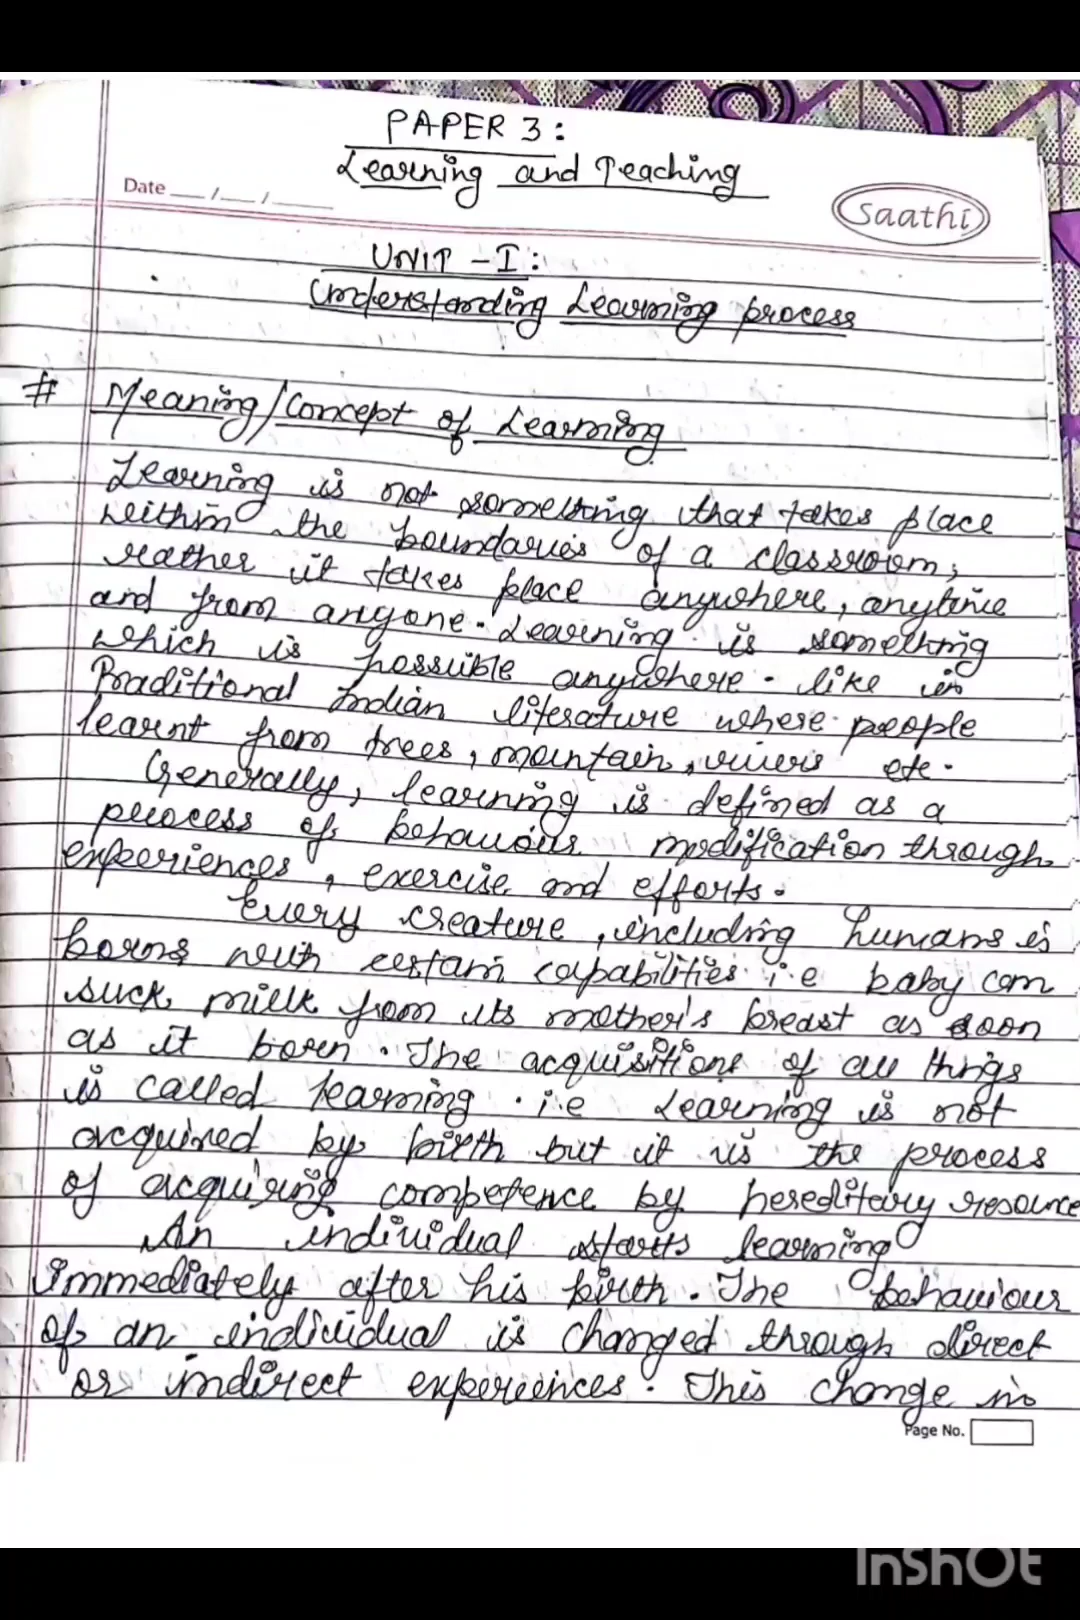 PAPER 3:
Learning and Teaching
Date __/__/____
Saathi
UNIT - I:
Understanding Learning process
# Meaning/Concept of Learning
Learning is not something that takes place
within the boundaries of a classroom,
rather it takes place anywhere, anytime
and from anyone. Learning is something
which is possible anywhere. like in
Traditional Indian literature where people
learnt from trees, mountain, rivers etc.
Generally, learning is defined as a
process of behaviour modification through
experiences, exercise and efforts.
Every creature, including humans is
borns with certain capabilities i.e baby can
suck milk from its mother's breast as soon
as it born. The acquisitions of all things
is called learning. i.e Learning is not
acquired by birth but it is the process
of acquiring competence by hereditary resource
An individual starts learning
immediately after his birth. The behaviour
of an individual is changed through direct
or indirect experiences. This change in
Page No.
InShOt